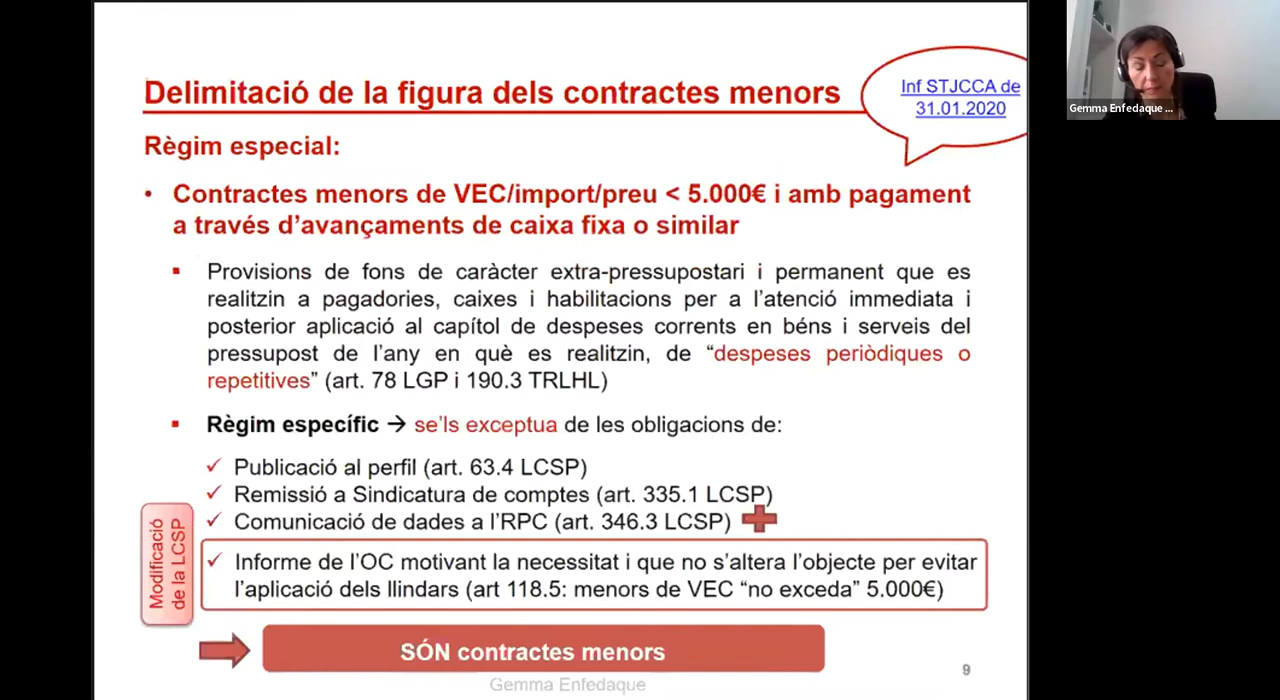 Delimitació de la figura dels contractes menors
Inf STJCCA de
31.01.2020
Règim especial:
• Contractes menors de VEC/import/preu < 5.000€ i amb pagament
a través d’avançaments de caixa fixa o similar
▪ Provisions de fons de caràcter extra-pressupostari i permanent que es
realitzin a pagadories, caixes i habilitacions per a l’atenció immediata i
posterior aplicació al capítol de despeses corrents en béns i serveis del
pressupost de l’any en què es realitzin, de “despeses periòdiques o
repetitives” (art. 78 LGP i 190.3 TRLHL)
▪ Règim específic → se’ls exceptua de les obligacions de:
✓ Publicació al perfil (art. 63.4 LCSP)
✓ Remissió a Sindicatura de comptes (art. 335.1 LCSP)
✓ Comunicació de dades a l’RPC (art. 346.3 LCSP)
Modificació
de la LCSP
✓ Informe de l’OC motivant la necessitat i que no s’altera l’objecte per evitar
l’aplicació dels llindars (art 118.5: menors de VEC “no exceda” 5.000€)
SÓN contractes menors
Gemma Enfedaque
9
Gemma Enfedaque ...